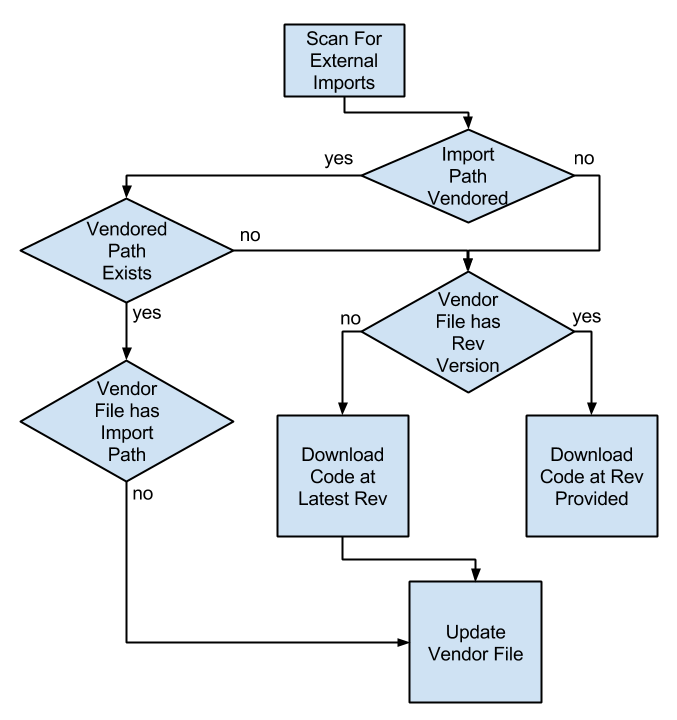 Scan For
External
Imports
yes
Import
Path
Vendored
no
Vendored
Path
Exists
no
yes
Vendor
File has
Rev
Version
no
yes
Vendor
File has
Import
Path
no
Download
Code at
Latest Rev
Download
Code at Rev
Provided
Update
Vendor File